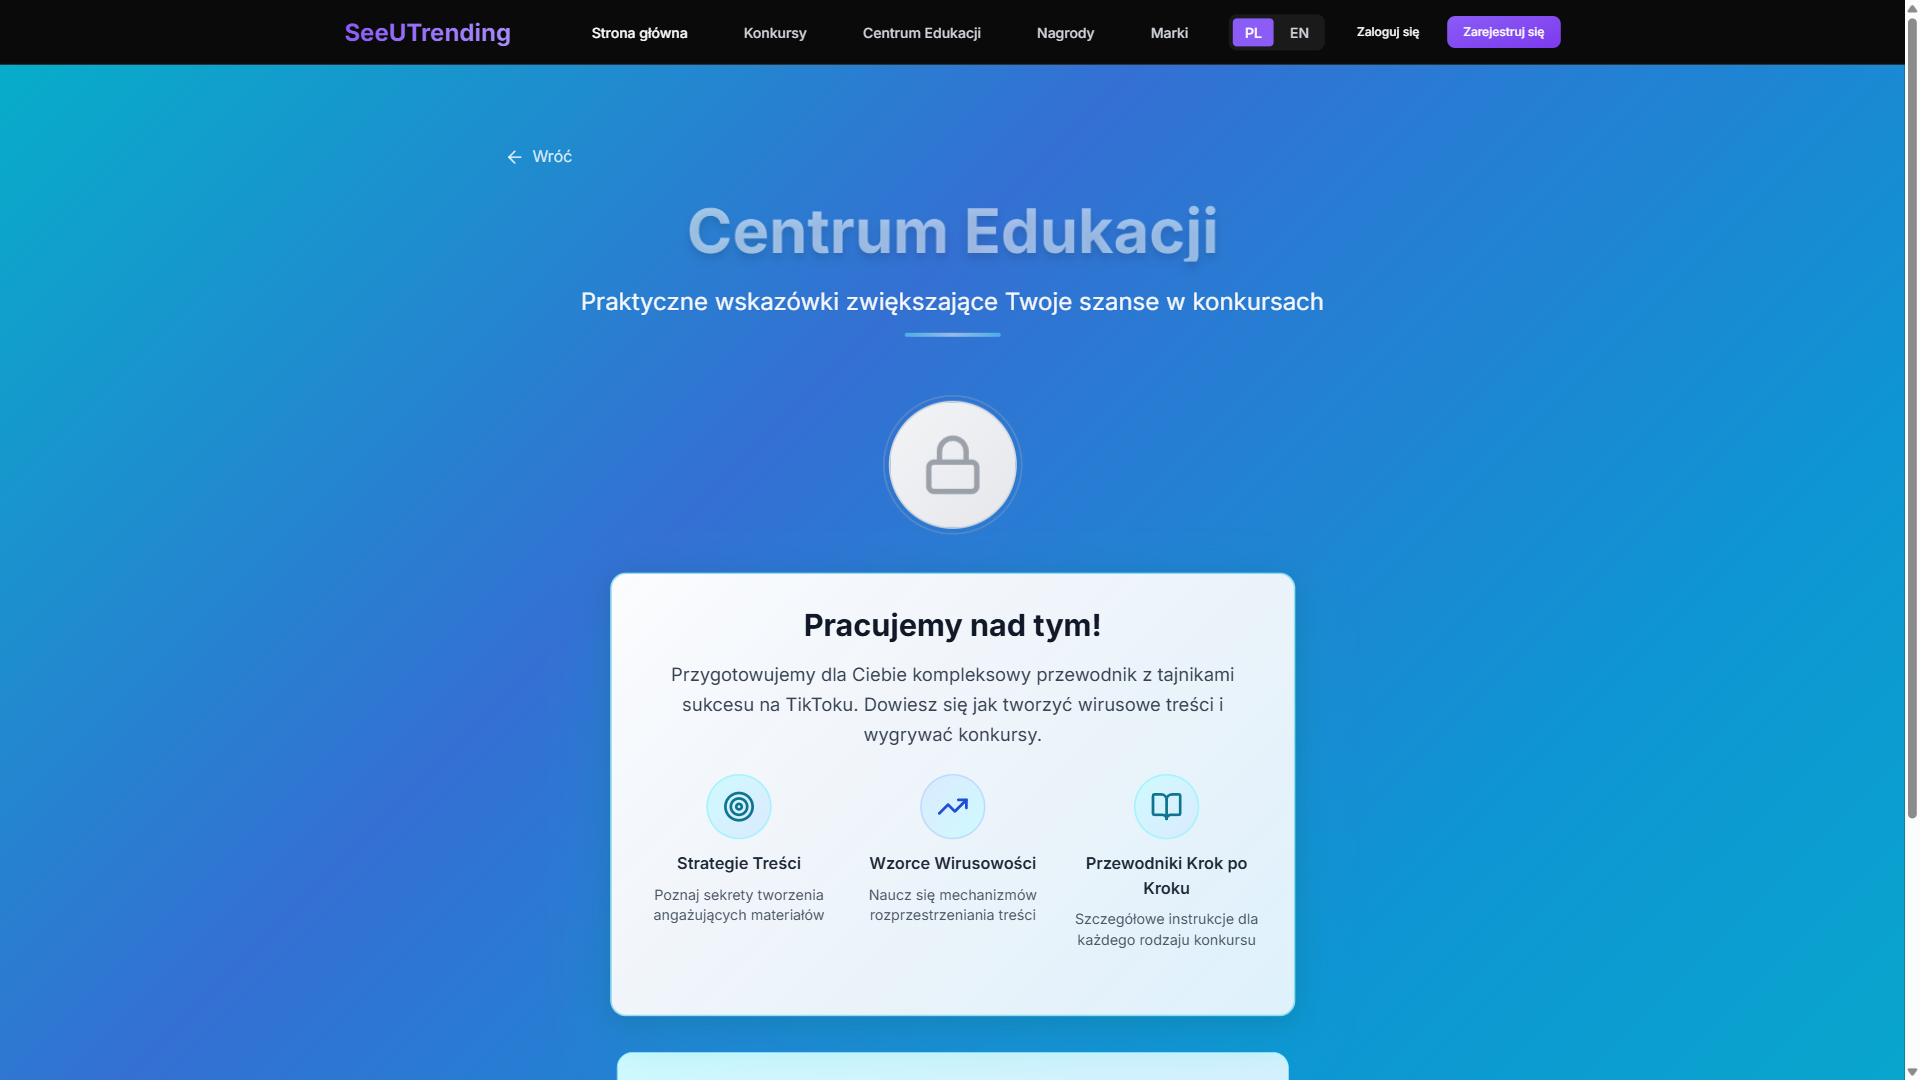 SeeUTrending
Strona główna
Konkursy
Centrum Edukacji
Nagrody
Marki
PL
EN
Zaloguj się
Zarejestruj się
Wróć
Centrum Edukacji
Praktyczne wskazówki zwiększające Twoje szanse w konkursach
Pracujemy nad tym!
Przygotowujemy dla Ciebie kompleksowy przewodnik z tajnikami
sukcesu na TikToku. Dowiesz się jak tworzyć wirusowe treści i
wygrywać konkursy.
Strategie Treści
Poznaj sekrety tworzenia
angażujących materiałów
Wzorce Wirusowości
Naucz się mechanizmów
rozprzestrzeniania treści
Przewodniki Krok po
Kroku
Szczegółowe instrukcje dla
każdego rodzaju konkursu